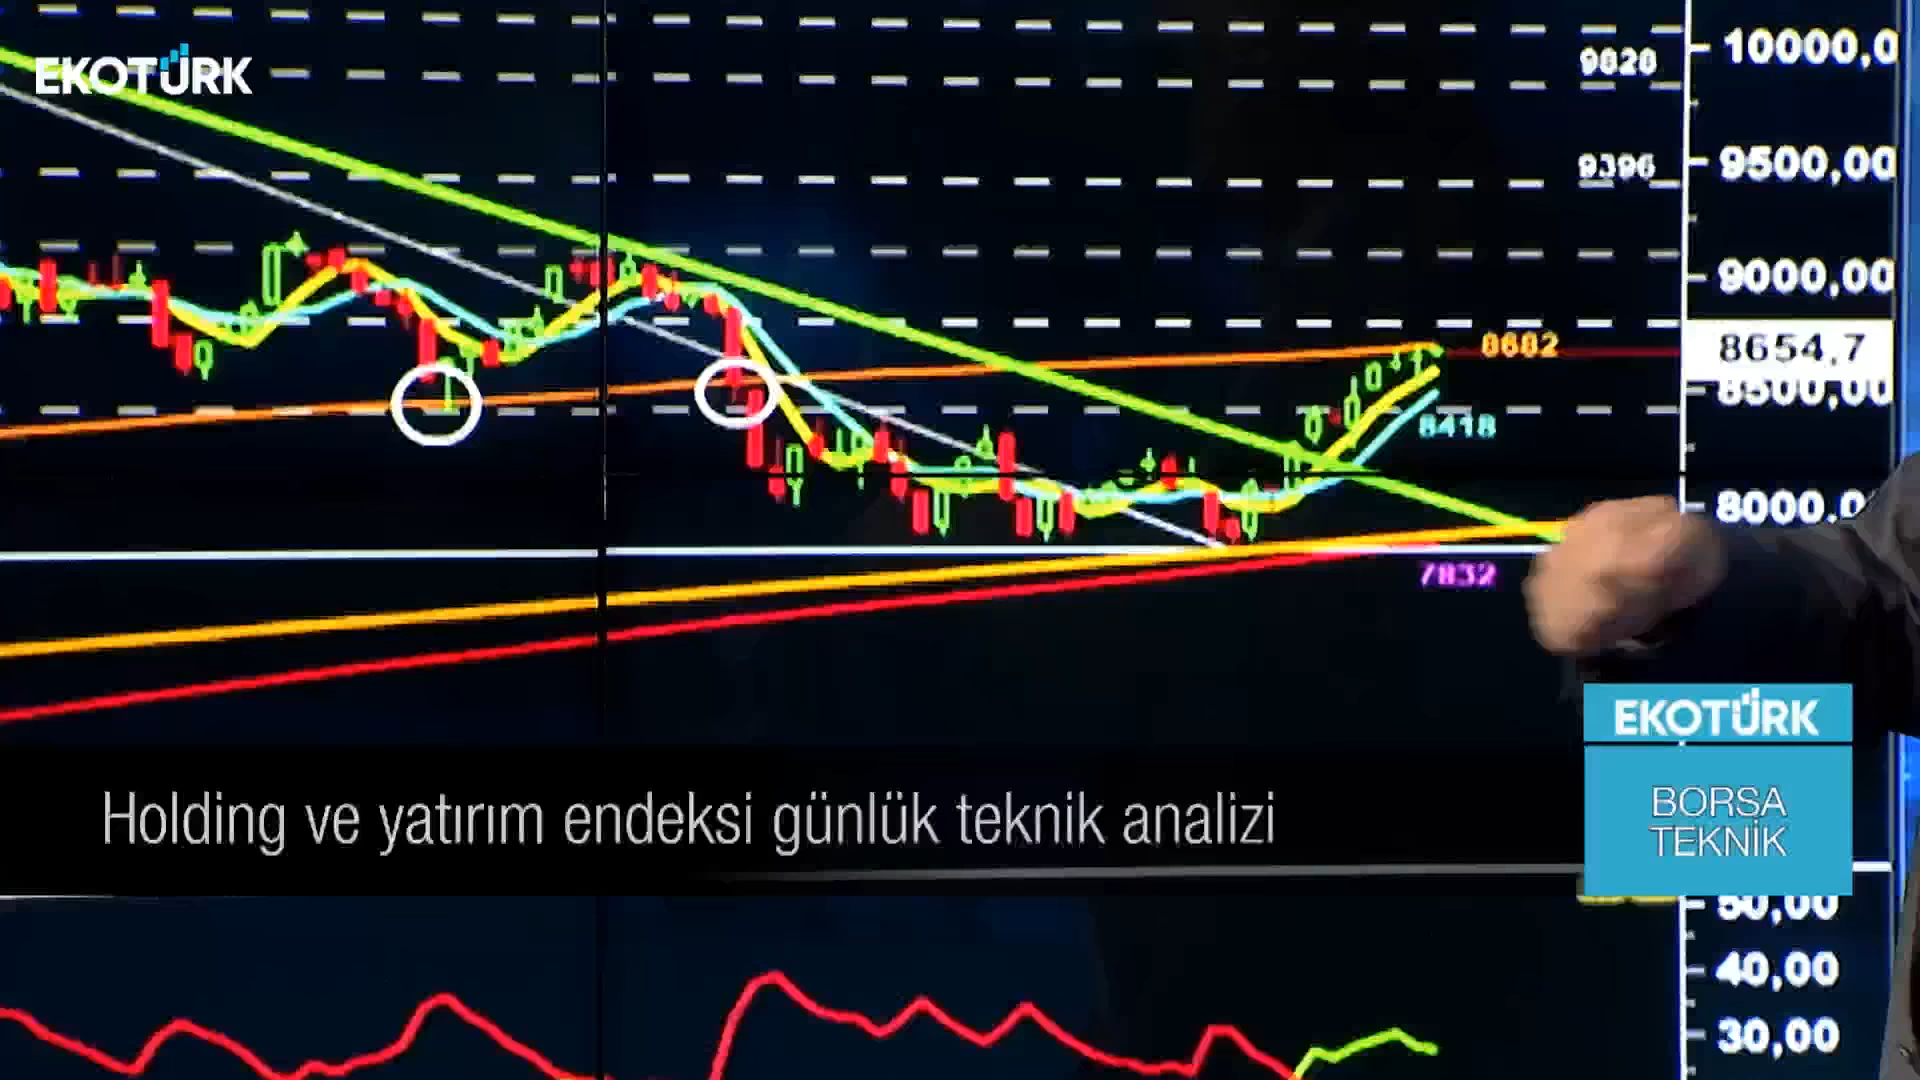 EKOTÜRK
10000,0
9828
9500,00
9396
9000,00
8682
8654,7
8500,00
8418
8000,0
7832
EKOTÜRK
BORSA
TEKNİK
Holding ve yatırım endeksi günlük teknik analizi
50,00
40,00
30,00